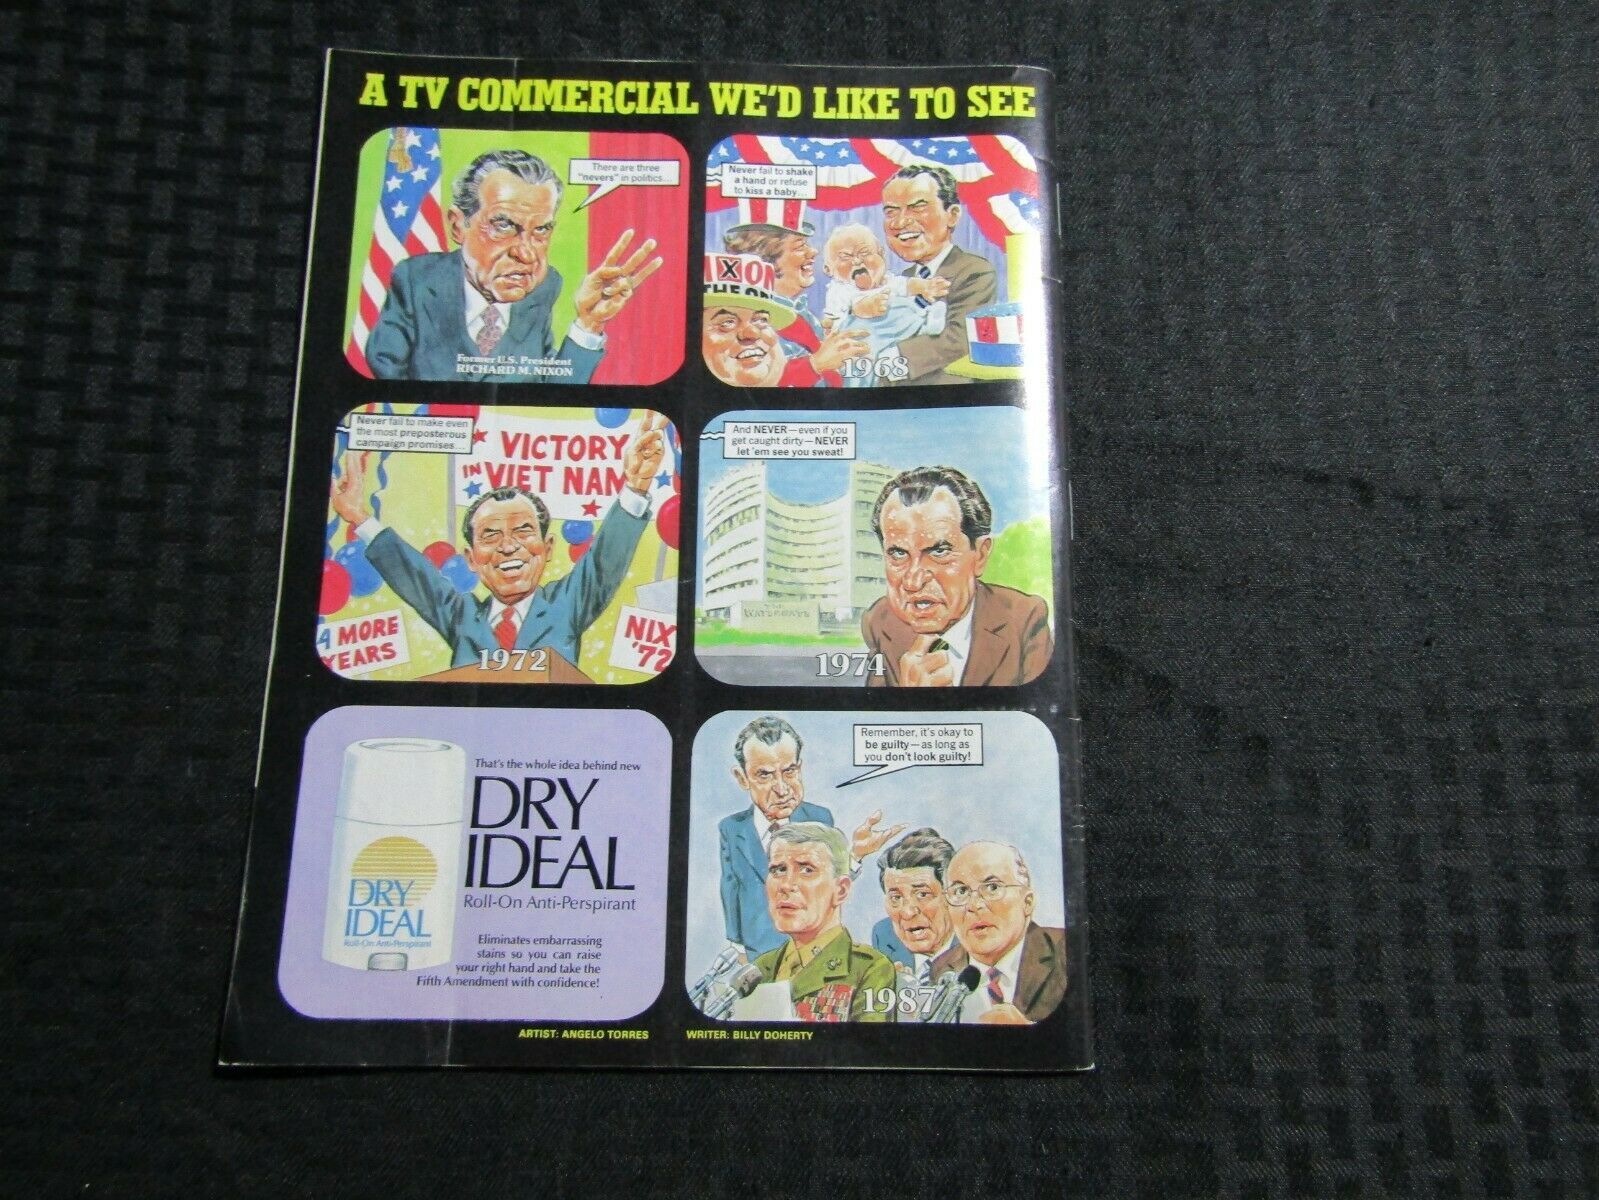 A TV COMMERCIAL WE'D LIKE TO SEE
There are three
"nevers" in politics...
Former U.S. President
RICHARD M. NIXON
Never fail to shake
a hand or refuse
to kiss a baby...
IXON
THE ON
1968
Never fail to make even
the most preposterous
campaign promises...
VICTORY
IN
VIET NAM
4 MORE
YEARS
NIX
'72
1972
And NEVER—even if you
get caught dirty—NEVER
let 'em see you sweat!
THE
WATERGATE
1974
That's the whole idea behind new
DRY
IDEAL
Roll-On Anti-Perspirant
Eliminates embarrassing
stains so you can raise
your right hand and take the
Fifth Amendment with confidence!
DRY
IDEAL
Roll-On Anti-Perspirant
Remember, it's okay to
be guilty—as long as
you don't look guilty!
1987
ARTIST: ANGELO TORRES
WRITER: BILLY DOHERTY